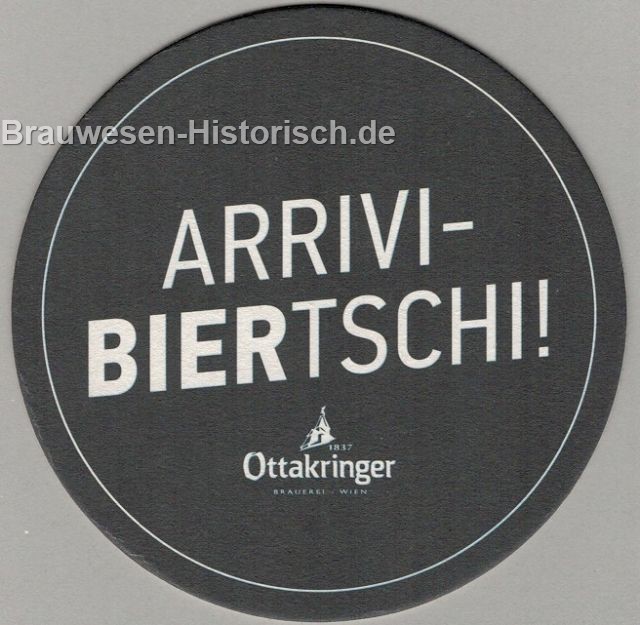 Brauwesen-Historisch.de
ARRIVI-
BIERTSCHI!
1837
Ottakringer
BRAUEREI · WIEN